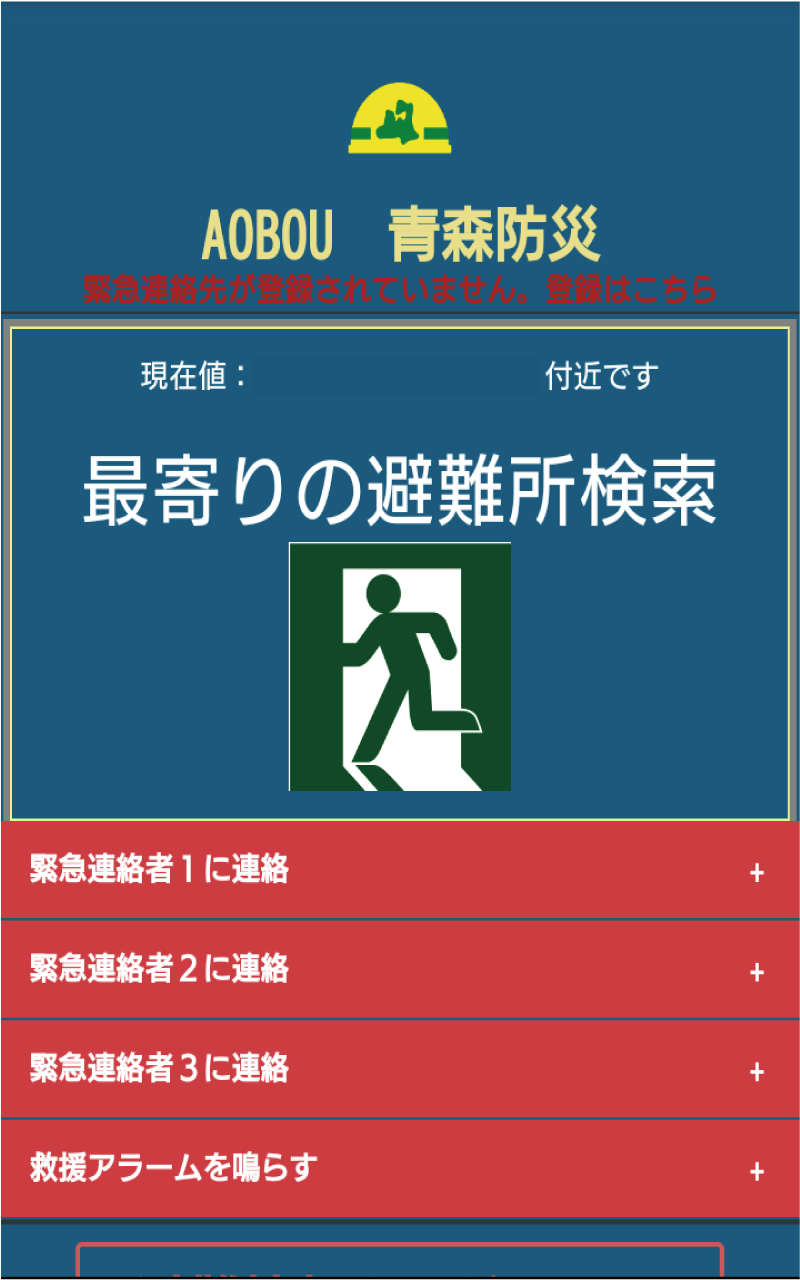 AOBOU　青森防災
緊急連絡先が登録されていません。登録はこちら
現在値：　付近です
最寄りの避難所検索
緊急連絡者１に連絡 +
緊急連絡者２に連絡 +
緊急連絡者３に連絡 +
救援アラームを鳴らす +